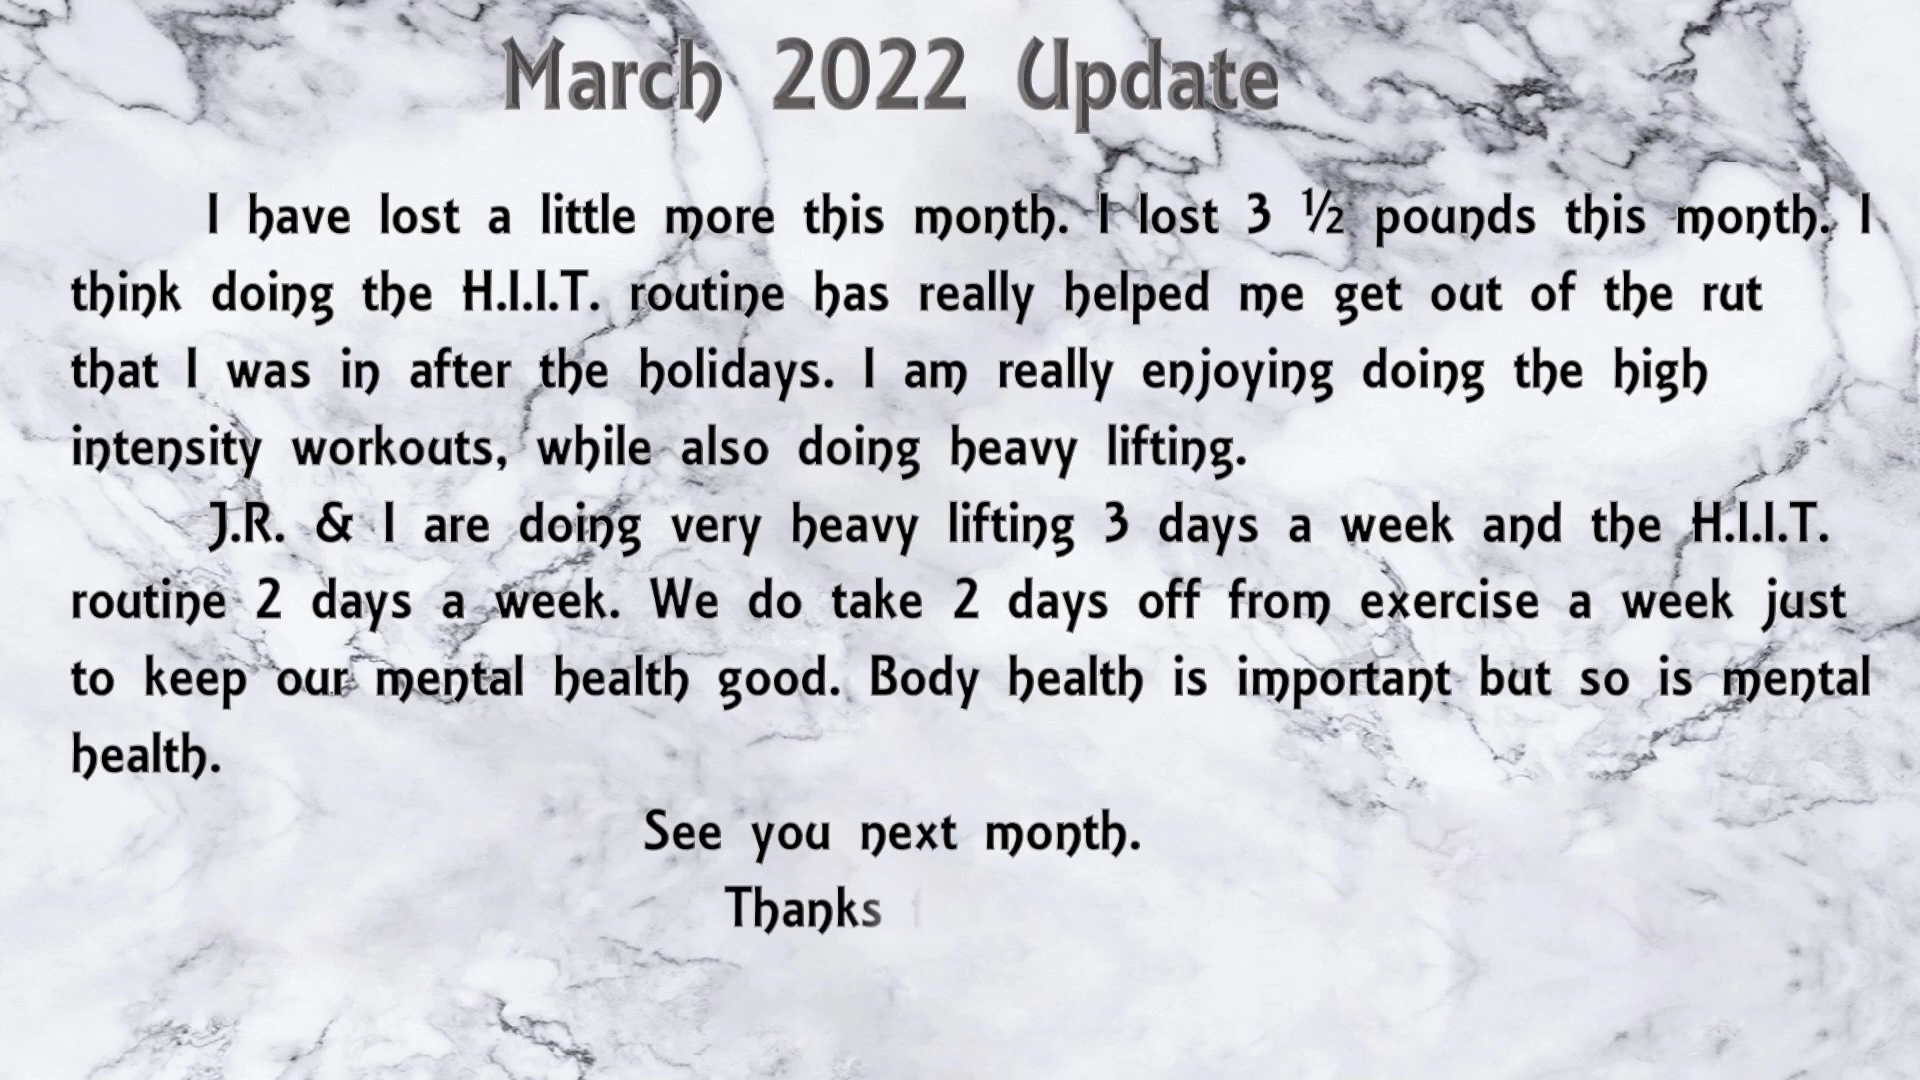 March 2022 Update
I have lost a little more this month. I lost 3 ½ pounds this month. I
think doing the H.I.I.T. routine has really helped me get out of the rut
that I was in after the holidays. I am really enjoying doing the high
intensity workouts, while also doing heavy lifting.
J.R. & I are doing very heavy lifting 3 days a week and the H.I.I.T.
routine 2 days a week. We do take 2 days off from exercise a week just
to keep our mental health good. Body health is important but so is mental
health.
See you next month.
Thanks